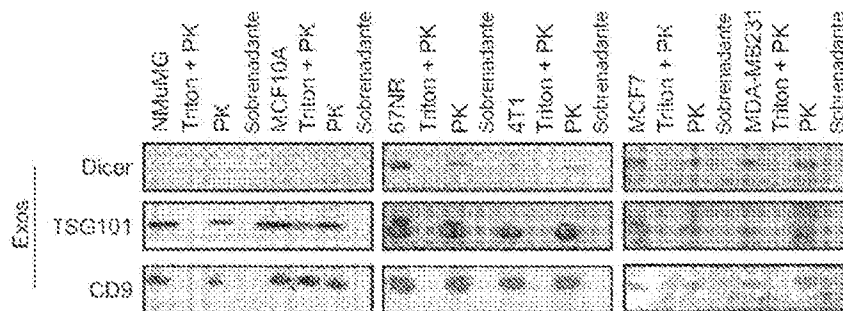 NMuMG
Triton + PK
PK
Sobrenadante
MCF10A
Triton + PK
PK
Sobrenadante
67NR
Triton + PK
PK
Sobrenadante
4T1
Triton + PK
PK
Sobrenadante
MCF7
Triton + PK
PK
Sobrenadante
MDA-MB231
Triton + PK
PK
Sobrenadante
Exos
Dicer
TSG101
CD9